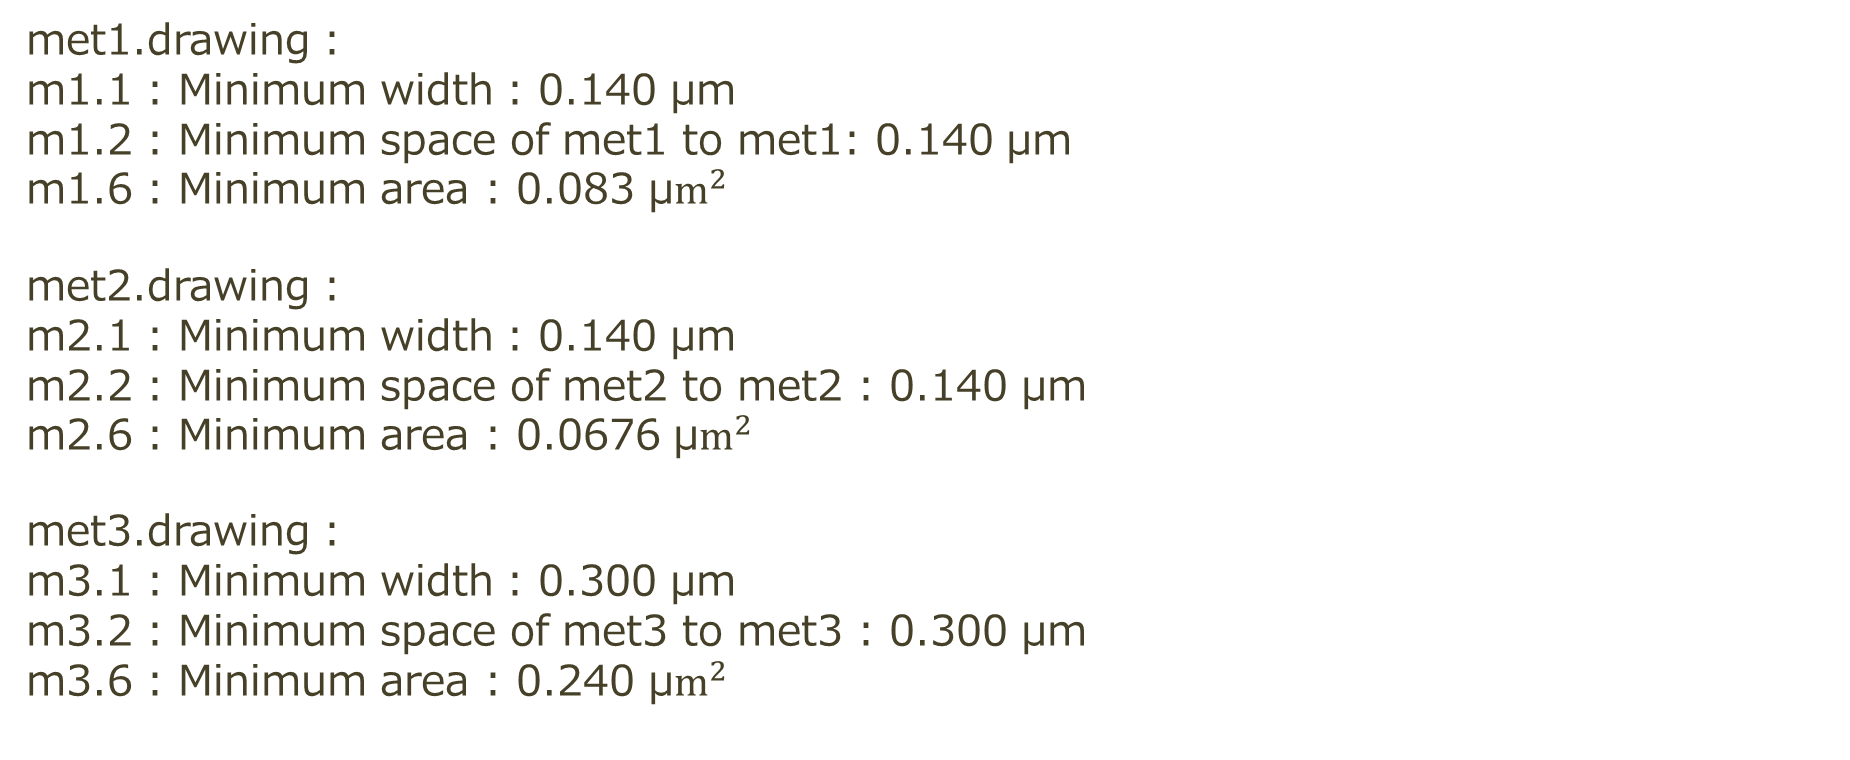 met1.drawing :
m1.1 : Minimum width : 0.140 µm
m1.2 : Minimum space of met1 to met1: 0.140 µm
m1.6 : Minimum area : 0.083 µm²
met2.drawing :
m2.1 : Minimum width : 0.140 µm
m2.2 : Minimum space of met2 to met2 : 0.140 µm
m2.6 : Minimum area : 0.0676 µm²
met3.drawing :
m3.1 : Minimum width : 0.300 µm
m3.2 : Minimum space of met3 to met3 : 0.300 µm
m3.6 : Minimum area : 0.240 µm²